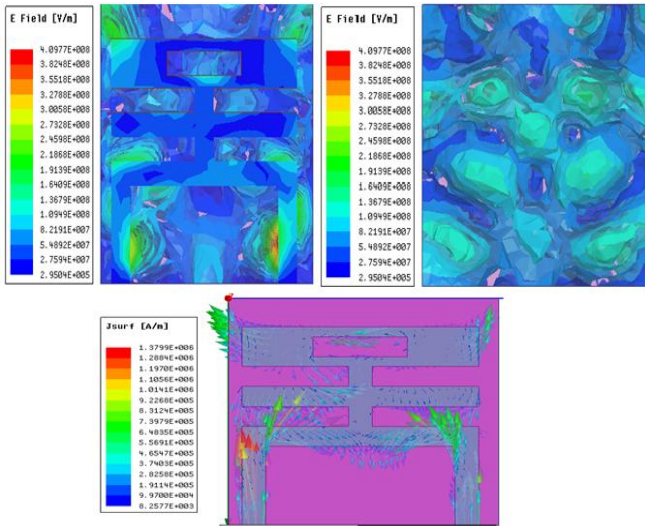 E Field [V/m]
4.0977E+008
3.8248E+008
3.5518E+008
3.2788E+008
3.0058E+008
2.7328E+008
2.4598E+008
2.1868E+008
1.9139E+008
1.6409E+008
1.3679E+008
1.0949E+008
8.2191E+007
5.4892E+007
2.7594E+007
2.9504E+005
E Field [V/m]
4.0977E+008
3.8248E+008
3.5518E+008
3.2788E+008
3.0058E+008
2.7328E+008
2.4598E+008
2.1868E+008
1.9139E+008
1.6409E+008
1.3679E+008
1.0949E+008
8.2191E+007
5.4892E+007
2.7594E+007
2.9504E+005
Jsurf [A/m]
1.3799E+006
1.2884E+006
1.1970E+006
1.1056E+006
1.0141E+006
9.2268E+005
8.3124E+005
7.3979E+005
6.4835E+005
5.5691E+005
4.6547E+005
3.7403E+005
2.8258E+005
1.9114E+005
9.9700E+004
8.2577E+003